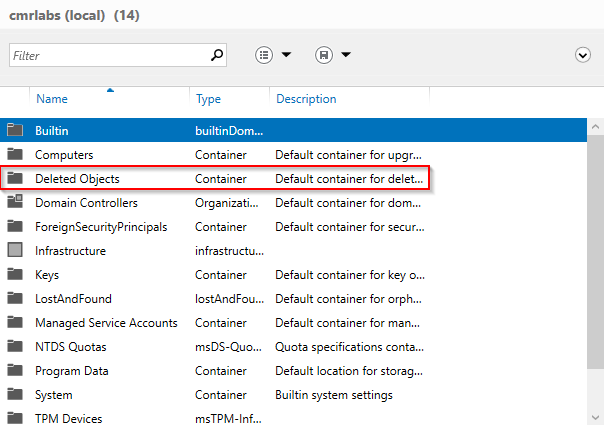 cmrlabs (local) (14)
Filter
Name Type Description
Builtin builtinDom...
Computers Container Default container for upgr...
Deleted Objects Container Default container for delet...
Domain Controllers Organizati... Default container for dom...
ForeignSecurityPrincipals Container Default container for secur...
Infrastructure infrastructu...
Keys Container Default container for key o...
LostAndFound lostAndFou... Default container for orph...
Managed Service Accounts Container Default container for man...
NTDS Quotas msDS-Quo... Quota specifications conta...
Program Data Container Default location for storag...
System Container Builtin system settings
TPM Devices msTPM-Inf...